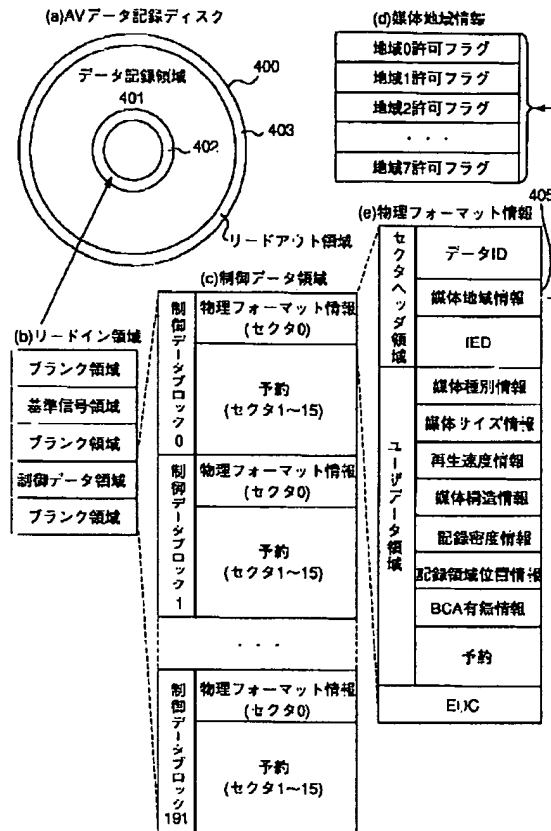 (a)AVデータ記録ディスク
データ記録領域
401
400
403
402
リードアウト領域
(d)媒体地域情報
地域0許可フラグ
地域1許可フラグ
地域2許可フラグ
・・・
地域7許可フラグ
405
(b)リードイン領域
ブランク領域
基準信号領域
ブランク領域
制御データ領域
ブランク領域
(c)制御データ領域
制御データブロック0
物理フォーマット情報
(セクタ0)
予約
(セクタ1～15)
制御データブロック1
物理フォーマット情報
(セクタ0)
予約
(セクタ1～15)
・・・
制御データブロック191
物理フォーマット情報
(セクタ0)
予約
(セクタ1～15)
(e)物理フォーマット情報
セクタヘッダ領域
データID
媒体地域情報
IED
ユーザデータ領域
媒体種別情報
媒体サイズ情報
再生速度情報
媒体構造情報
記録密度情報
記録領域位置情報
BCA有無情報
予約
EDC